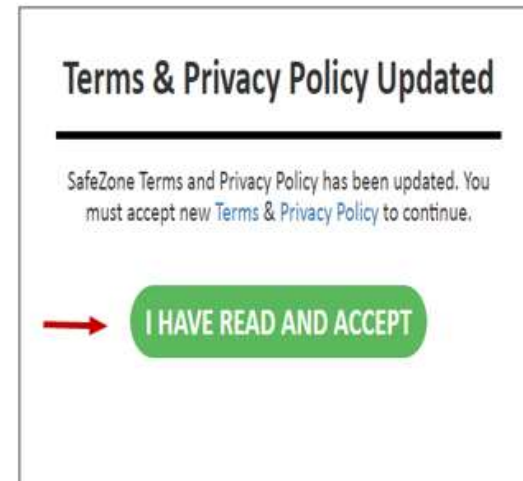 Terms & Privacy Policy Updated
SafeZone Terms and Privacy Policy has been updated. You
must accept new Terms & Privacy Policy to continue.
I HAVE READ AND ACCEPT